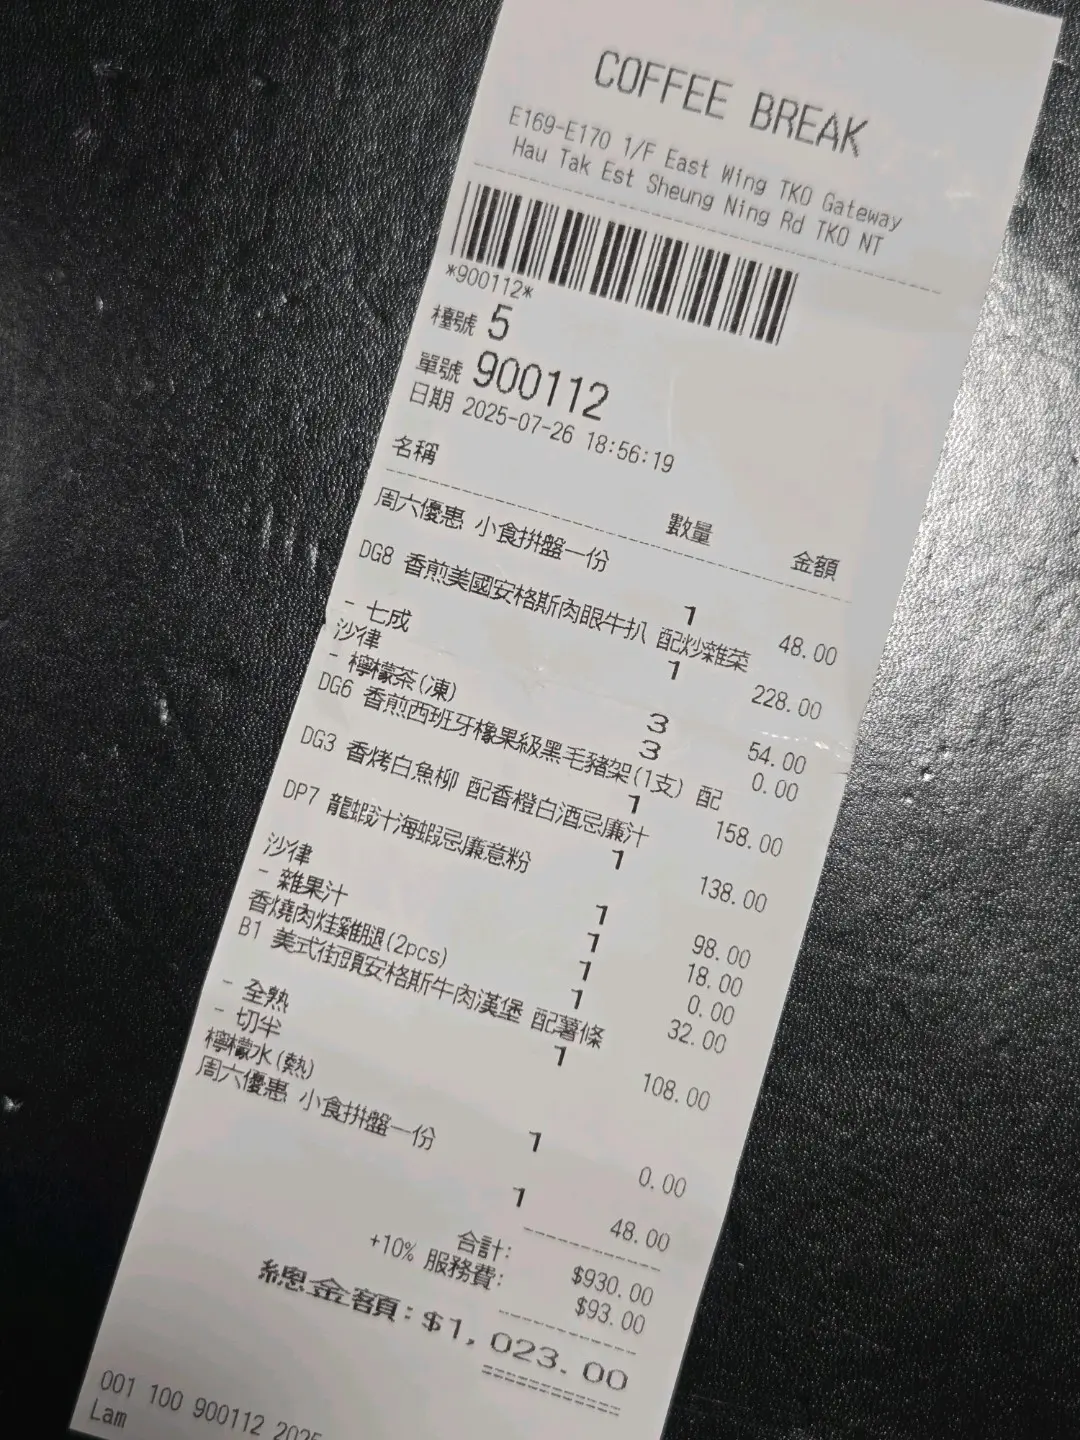 COFFEE BREAK
E169-E170 1/F East Wing TKO Gateway
Hau Tak Est Sheung Ning Rd TKO NT
*900112*
檯號 5
單號 900112
日期 2025-07-26 18:56:19
名稱 數量 金額
周六優惠 小食拼盤一份
1 48.00
DG8 香煎美國安格斯肉眼牛扒 配炒雜菜
1 228.00
- 七成
沙律 3 54.00
- 檸檬茶(凍) 3 0.00
DG6 香煎西班牙橡果級黑毛豬架(1支) 配
1 158.00
DG3 香烤白魚柳 配香橙白酒忌廉汁
1 138.00
DP7 龍蝦汁海蝦忌廉意粉
1 98.00
沙律 1 18.00
- 雜果汁 1 0.00
香燒肉烓雞腿(2pcs) 1 32.00
B1 美式街頭安格斯牛肉漢堡 配薯條
1 108.00
- 全熟
- 切半
檸檬水(熱) 1 0.00
周六優惠 小食拼盤一份
1 48.00
合計: $930.00
+10% 服務費: $93.00
總金額: $1,023.00
001 100 900112 2025
Lam